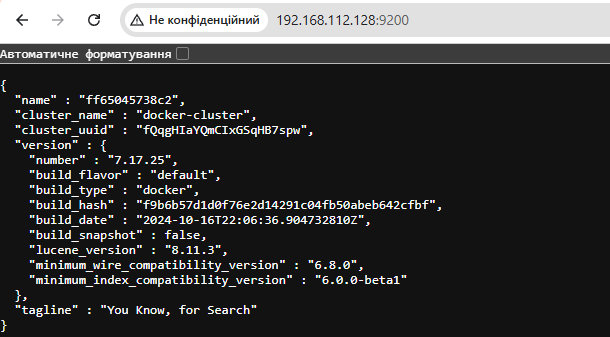 Не конфіденційний 192.168.112.128:9200
Автоматичне форматування
{
  "name" : "ff65045738c2",
  "cluster_name" : "docker-cluster",
  "cluster_uuid" : "fQqgHIaYQmCIxGSqHB7spw",
  "version" : {
    "number" : "7.17.25",
    "build_flavor" : "default",
    "build_type" : "docker",
    "build_hash" : "f9b6b57d1d0f76e2d14291c04fb50abeb642cfbf",
    "build_date" : "2024-10-16T22:06:36.904732810Z",
    "build_snapshot" : false,
    "lucene_version" : "8.11.3",
    "minimum_wire_compatibility_version" : "6.8.0",
    "minimum_index_compatibility_version" : "6.0.0-beta1"
  },
  "tagline" : "You Know, for Search"
}